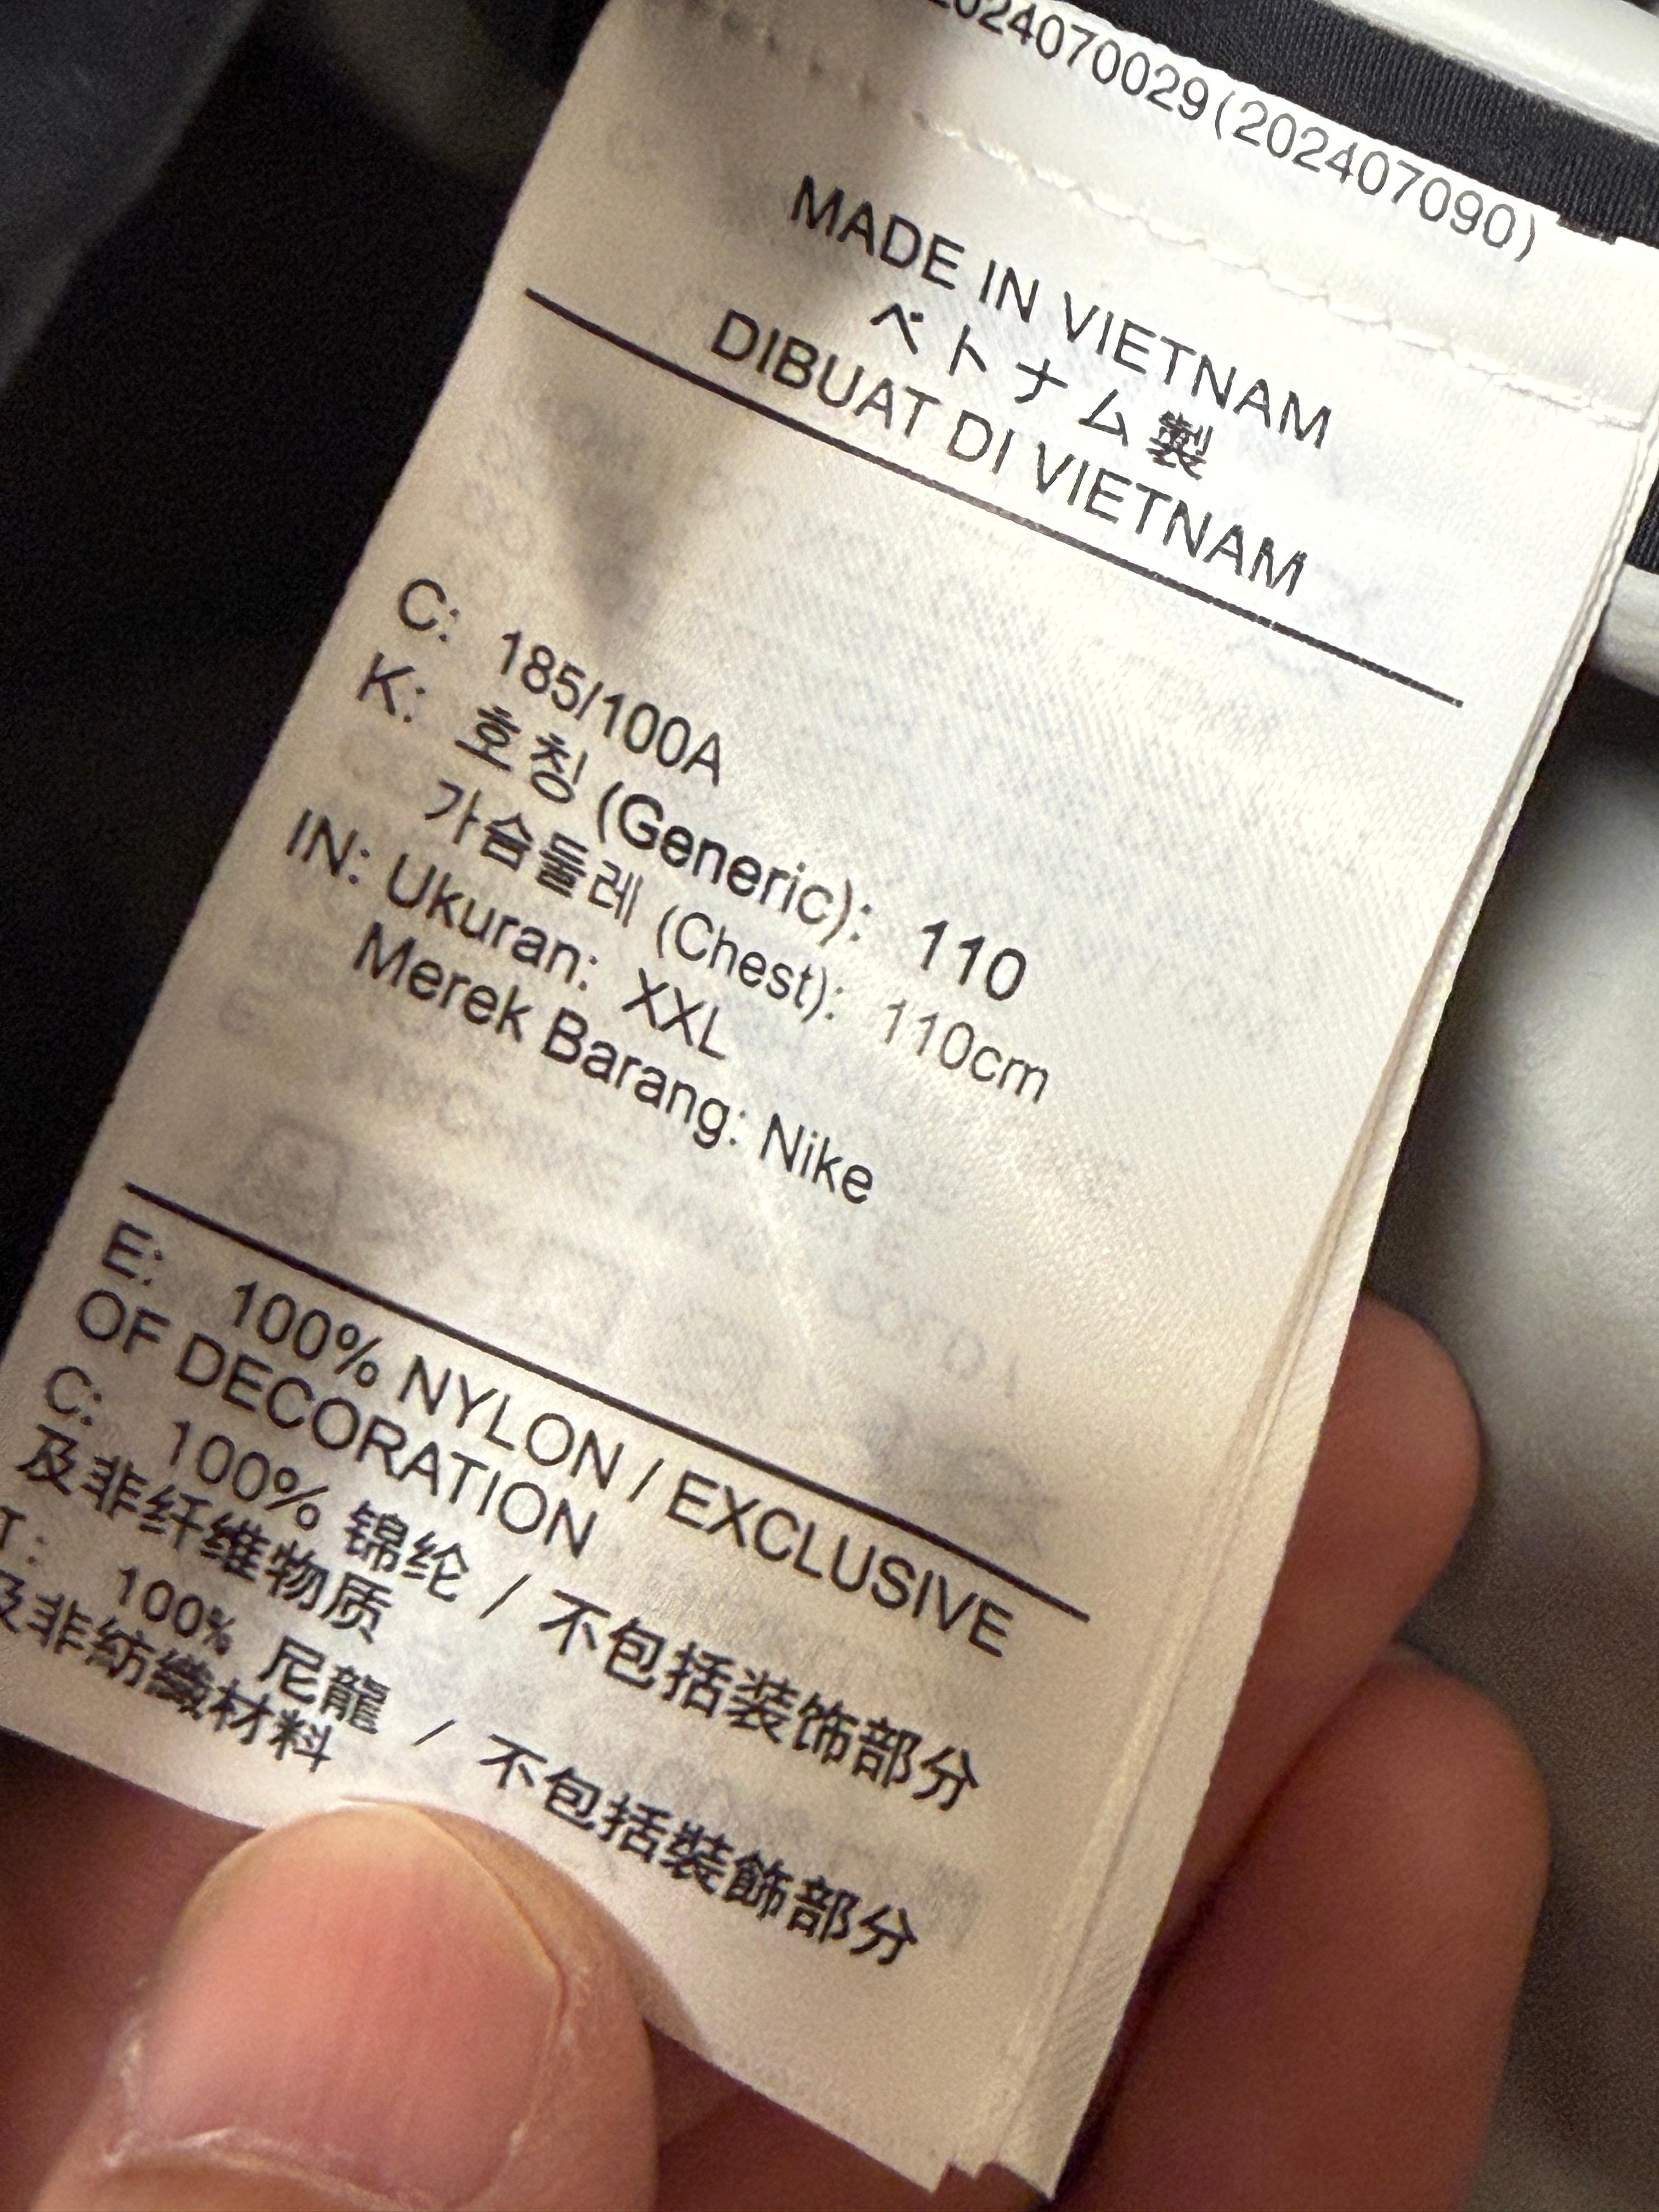 2024070029(202407090)
MADE IN VIETNAM
ベトナム製
DIBUAT DI VIETNAM
C: 185/100A
K: 호칭 (Generic): 110
가슴둘레 (Chest): 110cm
IN: Ukuran: XXL
Merek Barang: Nike
E: 100% NYLON / EXCLUSIVE
OF DECORATION
C: 100% 锦纶 / 不包括装饰部分
及非纤维物质
T: 100% 尼龍 / 不包括裝飾部分
及非紡織材料